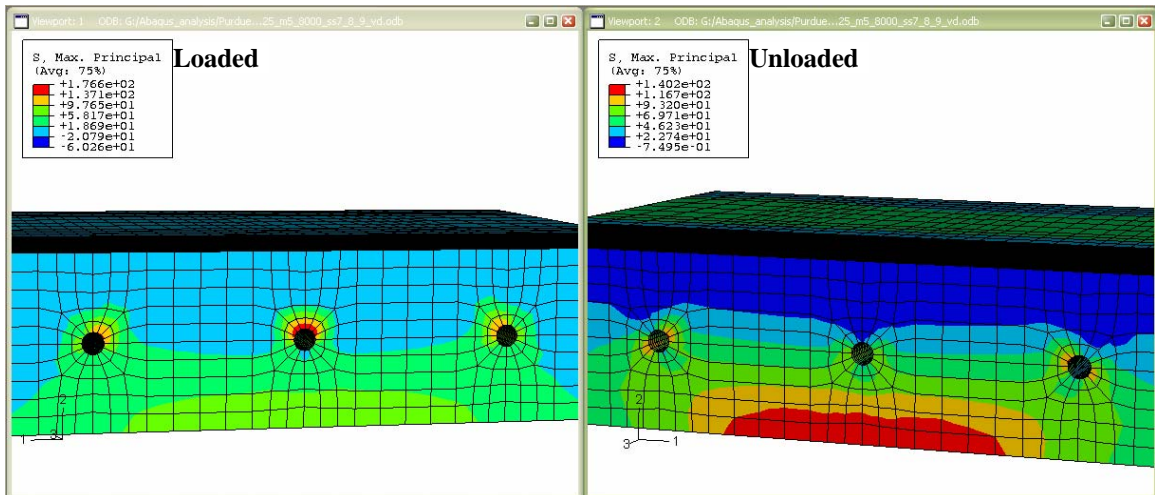 Viewport: 1 ODB: G:/Abaqus_analysis/Purdue...25_m5_8000_ss7_8_9_vd.odb
S, Max. Principal
(Avg: 75%)
+1.766e+02
+1.371e+02
+9.765e+01
+5.817e+01
+1.869e+01
-2.079e+01
-6.026e+01
Loaded
2
1
3
Viewport: 2 ODB: G:/Abaqus_analysis/Purdue...25_m5_8000_ss7_8_9_vd.odb
S, Max. Principal
(Avg: 75%)
+1.402e+02
+1.167e+02
+9.320e+01
+6.971e+01
+4.623e+01
+2.274e+01
-7.495e-01
Unloaded
2
3
1